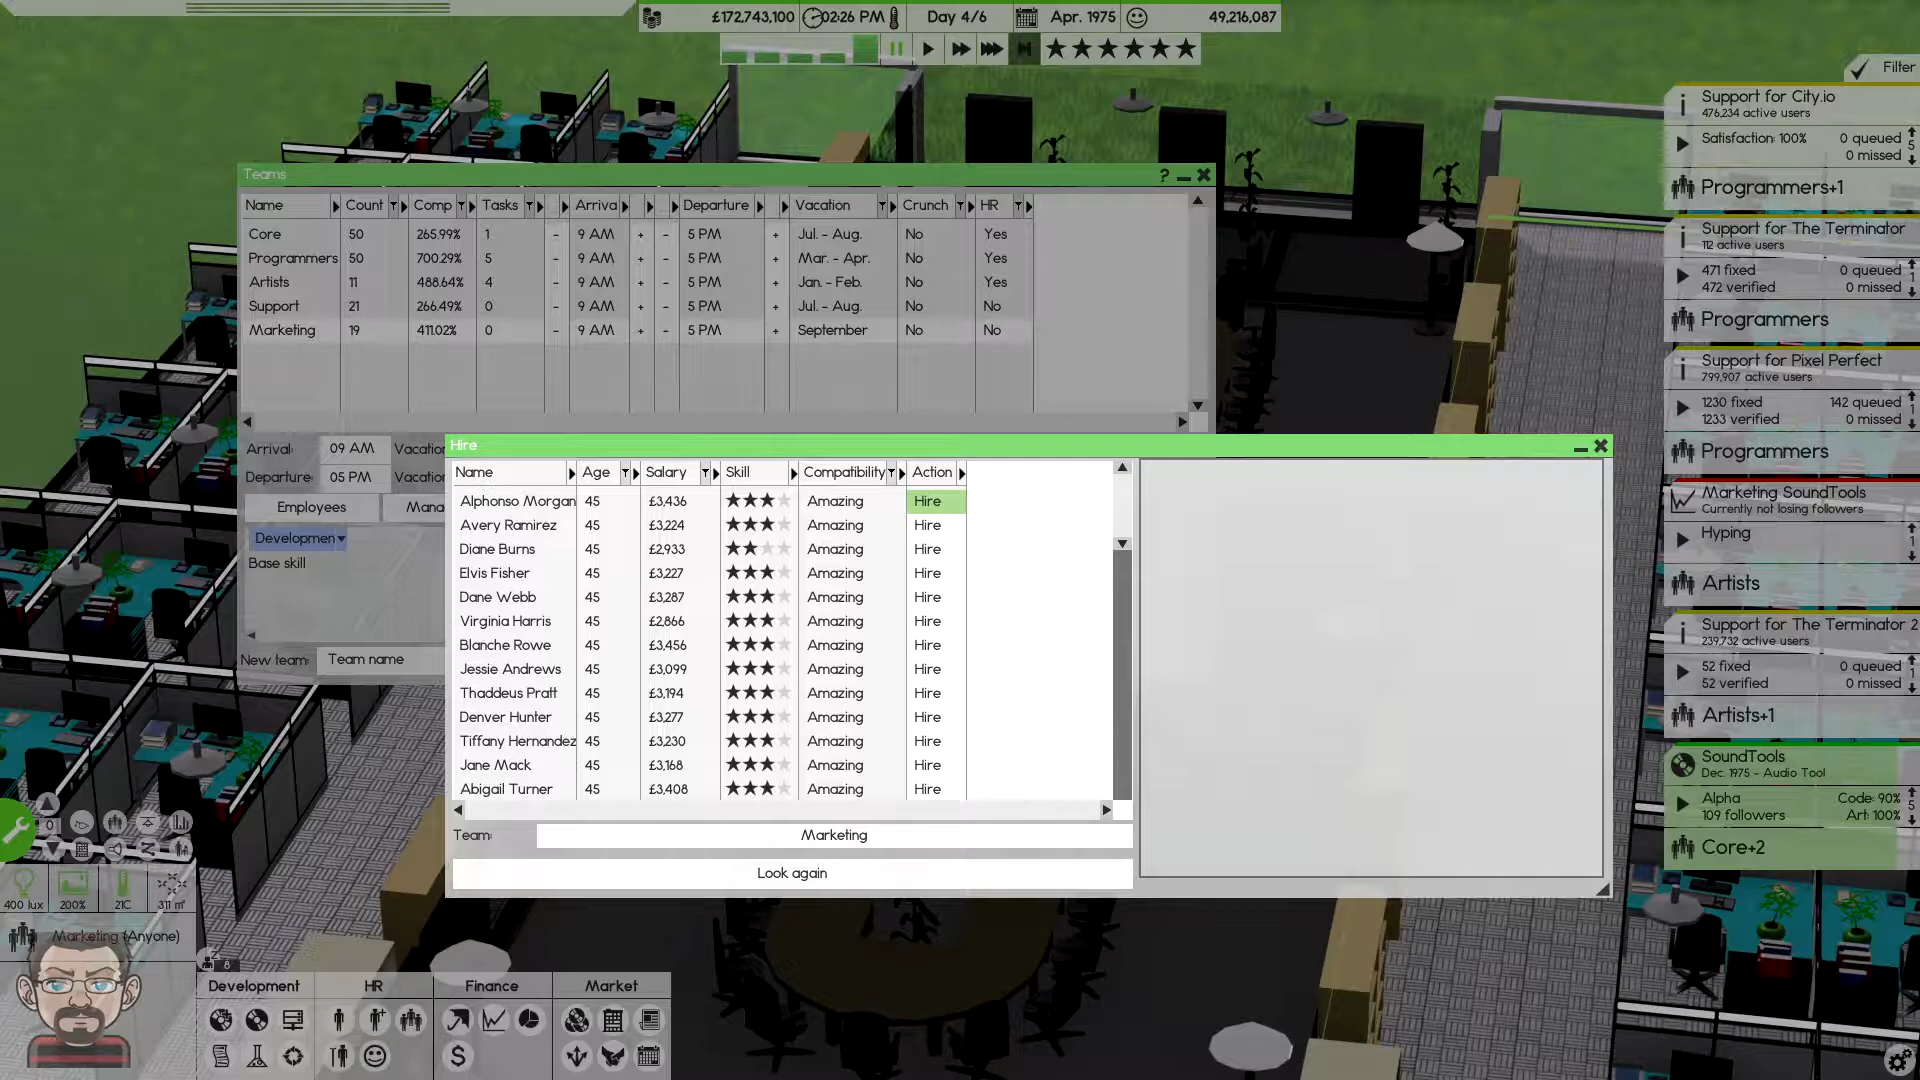 £172,743,100 02:26 PM Day 4/6 Apr. 1975 49,216,087
Filter
Teams
?
Name Count Comp Tasks ... Arriva ... Departure Vacation Crunch HR
Core 50 265.99% 1 - 9 AM + - 5 PM + Jul. - Aug. No Yes
Programmers 50 700.29% 5 - 9 AM + - 5 PM + Mar. - Apr. No Yes
Artists 11 488.64% 4 - 9 AM + - 5 PM + Jan. - Feb. No Yes
Support 21 266.49% 0 - 9 AM + - 5 PM + Jul. - Aug. No No
Marketing 19 411.02% 0 - 9 AM + - 5 PM + September No No
Arrival: 09 AM Vacatio
Departure: 05 PM Vacatio
Employees Mana
Developmen
Base skill
New team: Team name
Hire
Name Age Salary Skill Compatibility Action
Alphonso Morgan 45 £3,436 Amazing Hire
Avery Ramirez 45 £3,224 Amazing Hire
Diane Burns 45 £2,933 Amazing Hire
Elvis Fisher 45 £3,227 Amazing Hire
Dane Webb 45 £3,287 Amazing Hire
Virginia Harris 45 £2,866 Amazing Hire
Blanche Rowe 45 £3,456 Amazing Hire
Jessie Andrews 45 £3,099 Amazing Hire
Thaddeus Pratt 45 £3,194 Amazing Hire
Denver Hunter 45 £3,277 Amazing Hire
Tiffany Hernandez 45 £3,230 Amazing Hire
Jane Mack 45 £3,168 Amazing Hire
Abigail Turner 45 £3,408 Amazing Hire
Team: Marketing
Look again
Support for City.io
476,234 active users
Satisfaction: 100% 0 queued
0 missed
5
Programmers+1
Support for The Terminator
112 active users
471 fixed 0 queued
472 verified 0 missed
1
Programmers
Support for Pixel Perfect
799,907 active users
1230 fixed 142 queued
1233 verified 0 missed
1
Programmers
Marketing SoundTools
Currently not losing followers
Hyping
1
Artists
Support for The Terminator 2
239,732 active users
52 fixed 0 queued
52 verified 0 missed
1
Artists+1
SoundTools
Dec. 1975 - Audio Tool
Alpha Code: 90%
109 followers Art: 100%
5
Core+2
0
400 lux 200% 21C 311 m²
Marketing (Anyone)
8
Development HR Finance Market